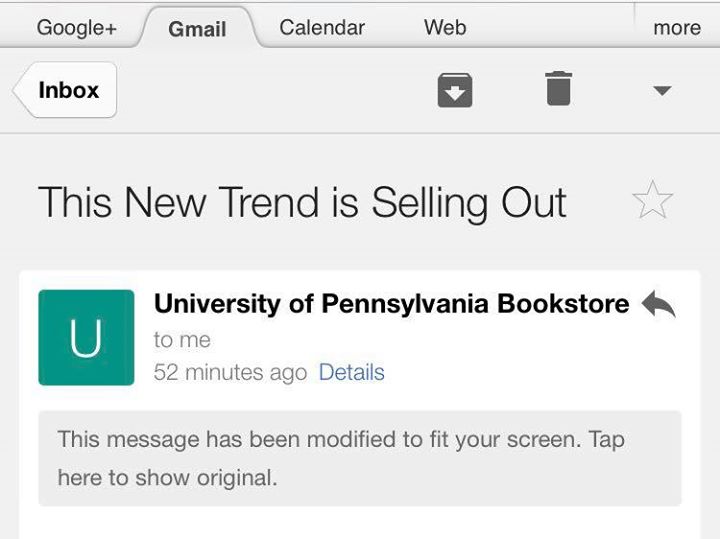 Google+ Gmail Calendar Web more
Inbox
This New Trend is Selling Out
U
University of Pennsylvania Bookstore
to me
52 minutes ago Details
This message has been modified to fit your screen. Tap
here to show original.